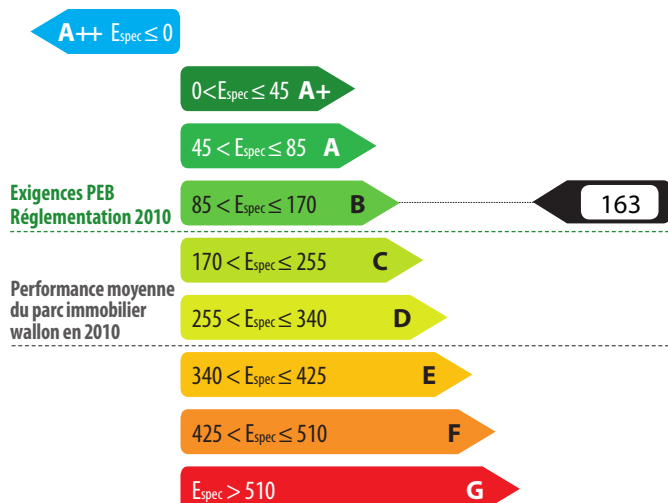 A++ Espec ≤ 0
0<Espec ≤ 45 A+
45 < Espec ≤ 85 A
Exigences PEB
Réglementation 2010
85 < Espec ≤ 170 B
163
170 < Espec ≤ 255 C
Performance moyenne
du parc immobilier
wallon en 2010
255 < Espec ≤ 340 D
340 < Espec ≤ 425 E
425 < Espec ≤ 510 F
Espec > 510 G